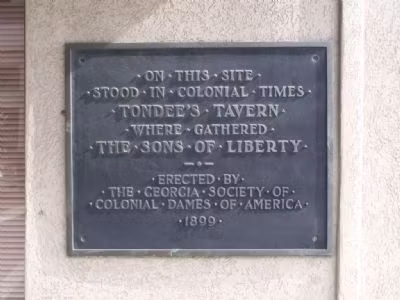 · ON · THIS · SITE ·
· STOOD · IN · COLONIAL · TIMES ·
TONDEE'S TAVERN ·
· WHERE · GATHERED ·
· THE · SONS · OF · LIBERTY ·
· ERECTED · BY ·
· THE · GEORGIA · SOCIETY · OF ·
· COLONIAL · DAMES · OF · AMERICA ·
· 1899 ·